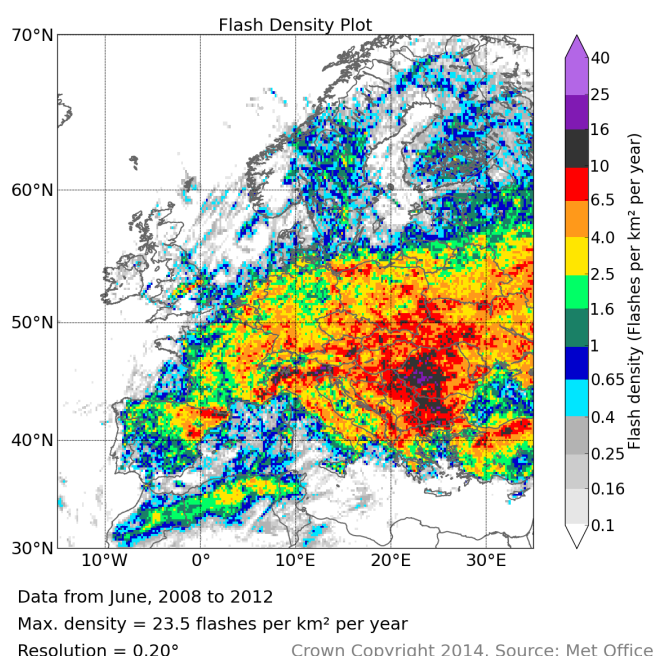 Flash Density Plot
70°N
60°N
50°N
40°N
30°N
10°W 0° 10°E 20°E 30°E
40
25
16
10
6.5
4.0
2.5
1.6
1
0.65
0.4
0.25
0.16
0.1
Flash density (Flashes per km² per year)
Data from June, 2008 to 2012
Max. density = 23.5 flashes per km² per year
Resolution = 0.20°
Crown Copyright 2014. Source: Met Office